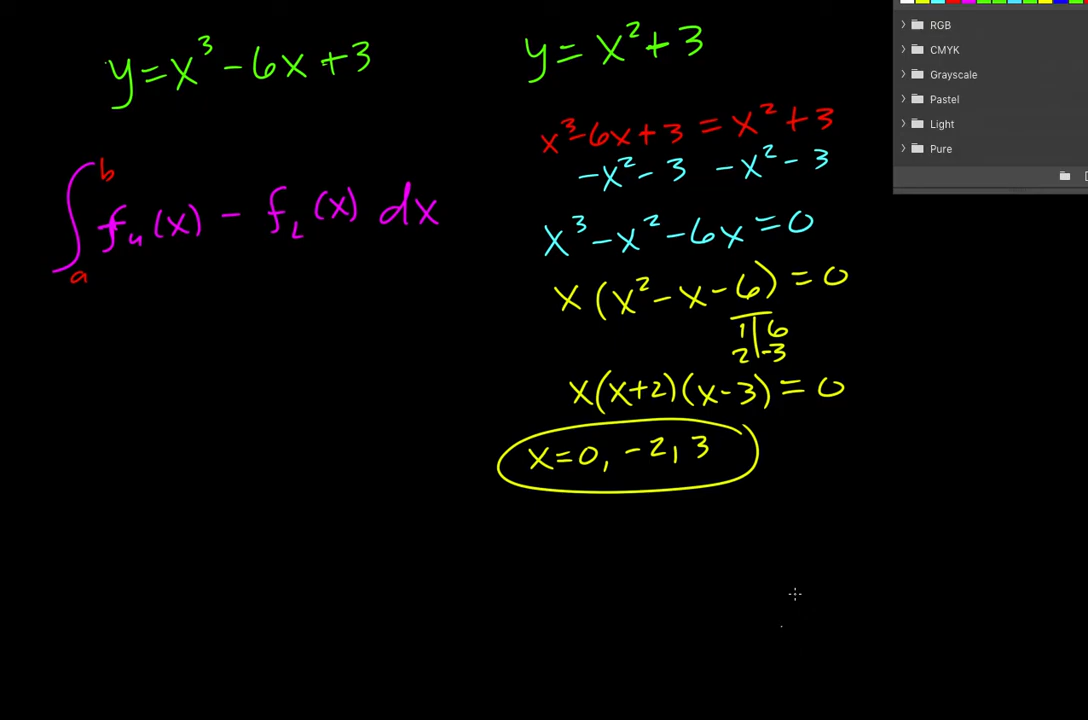 y = x³ - 6x + 3
∫ₐᵇ f_u(x) - f_L(x) dx
y = x² + 3
x³ - 6x + 3 = x² + 3
- x² - 3 - x² - 3
x³ - x² - 6x = 0
x (x² - x - 6) = 0
1 | 6
2 | -3
x(x+2)(x-3) = 0
x = 0, -2, 3
RGB
CMYK
Grayscale
Pastel
Light
Pure